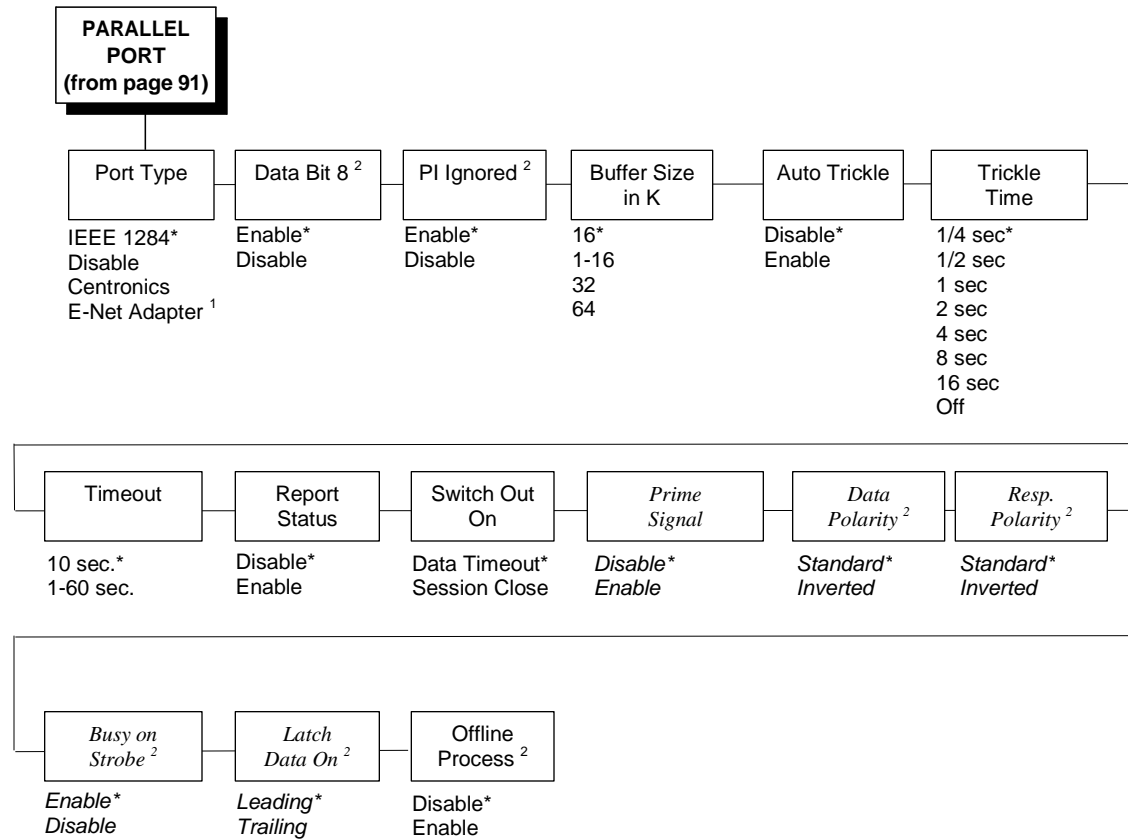 PARALLEL
PORT
(from page 91)
Port Type
IEEE 1284*
Disable
Centronics
E-Net Adapter 1
Data Bit 8 2
Enable*
Disable
PI Ignored 2
Enable*
Disable
Buffer Size
in K
16*
1-16
32
64
Auto Trickle
Disable*
Enable
Trickle
Time
1/4 sec*
1/2 sec
1 sec
2 sec
4 sec
8 sec
16 sec
Off
Timeout
10 sec.*
1-60 sec.
Report
Status
Disable*
Enable
Switch Out
On
Data Timeout*
Session Close
Prime
Signal
Disable*
Enable
Data
Polarity 2
Standard*
Inverted
Resp.
Polarity 2
Standard*
Inverted
Busy on
Strobe 2
Enable*
Disable
Latch
Data On 2
Leading*
Trailing
Offline
Process 2
Disable*
Enable